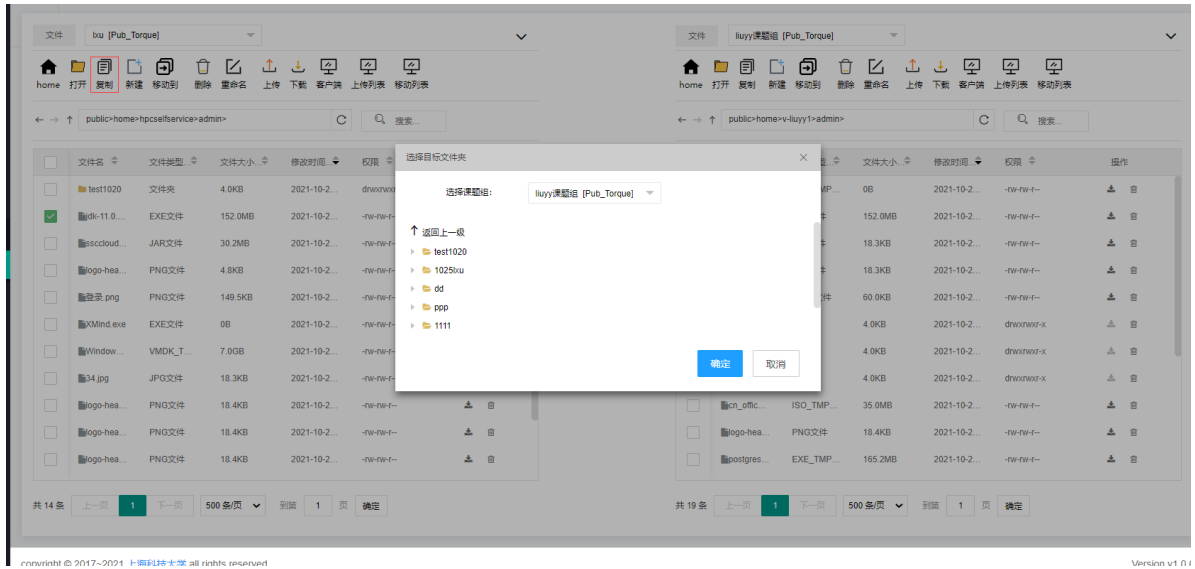 文件 lxu [Pub_Torque]
home 打开 复制 新建 移动到 删除 重命名 上传 下载 客户端 上传列表 移动列表
public>home>hpcselfservice>admin> 搜索...
文件名 文件类型... 文件大小... 修改时间... 权限
test1020 文件夹 4.0KB 2021-10-2... drwxrwxr
jdk-11.0.... EXE文件 152.0MB 2021-10-2... -rw-rw-r-
ssccloud... JAR文件 30.2MB 2021-10-2... -rw-rw-r-
logo-hea... PNG文件 4.8KB 2021-10-2... -rw-rw-r-
登录.png PNG文件 149.5KB 2021-10-2... -rw-rw-r-
XMind.exe EXE文件 0B 2021-10-2... -rw-rw-r-
Window... VMDK_T... 7.0GB 2021-10-2... -rw-rw-r-
34.jpg JPG文件 18.3KB 2021-10-2... -rw-rw-r-
logo-hea... PNG文件 18.4KB 2021-10-2... -rw-rw-r--
logo-hea... PNG文件 18.4KB 2021-10-2... -rw-rw-r--
logo-hea... PNG文件 18.4KB 2021-10-2... -rw-rw-r--
共 14 条 上一页 1 下一页 500 条/页 到第 1 页 确定
选择目标文件夹
选择课题组: liuyy课题组 [Pub_Torque]
返回上一级
test1020
1025lxu
dd
ppp
1111
确定 取消
文件 liuyy课题组 [Pub_Torque]
home 打开 复制 新建 移动到 删除 重命名 上传 下载 客户端 上传列表 移动列表
public>home>v-liuyy1>admin> 搜索...
型... 文件大小... 修改时间... 权限 操作
MP... 0B 2021-10-2... -rw-rw-r--
件 152.0MB 2021-10-2... -rw-rw-r--
件 18.3KB 2021-10-2... -rw-rw-r--
件 18.3KB 2021-10-2... -rw-rw-r--
件 60.0KB 2021-10-2... -rw-rw-r--
4.0KB 2021-10-2... drwxrwxr-x
4.0KB 2021-10-2... drwxrwxr-x
4.0KB 2021-10-2... drwxrwxr-x
cn_offic... ISO_TMP... 35.0MB 2021-10-2... -rw-rw-r--
logo-hea... PNG文件 18.4KB 2021-10-2... -rw-rw-r--
postgres... EXE_TMP... 165.2MB 2021-10-2... -rw-rw-r--
共 19 条 上一页 1 下一页 500 条/页 到第 1 页 确定
copyright © 2017~2021 上海科技大学 all rights reserved
Version v1.0.